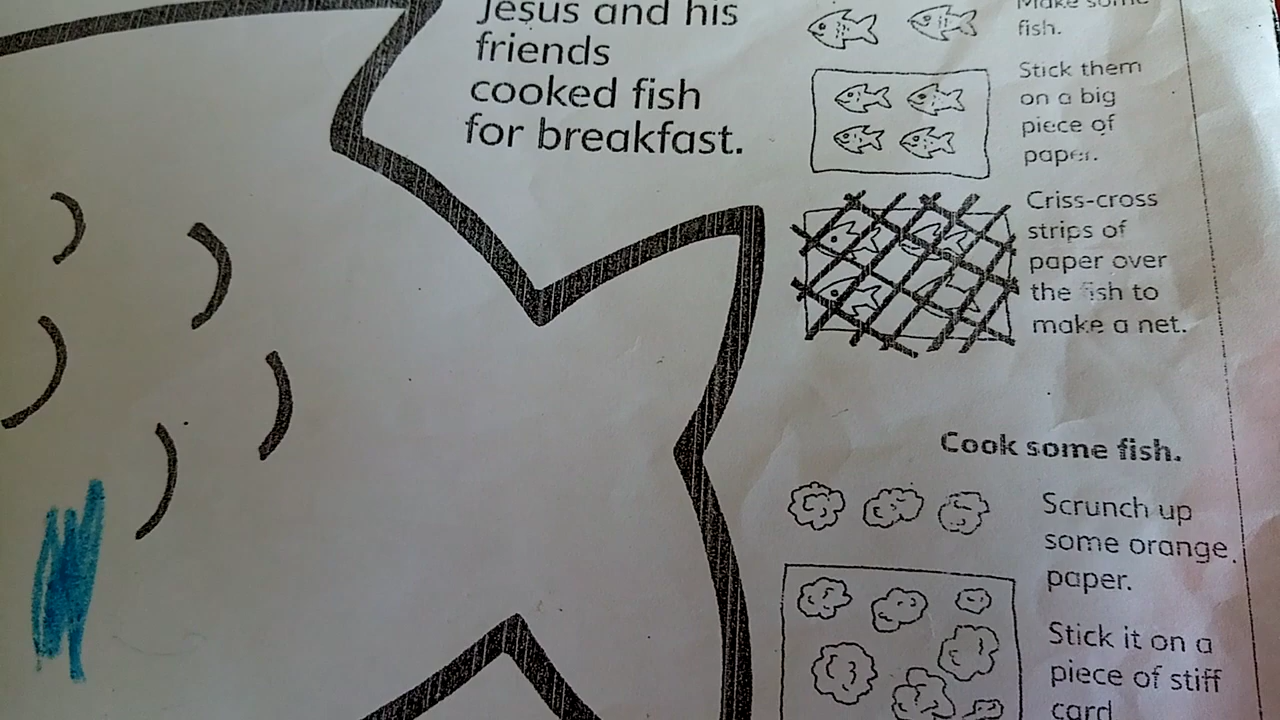 Jesus and his
friends
cooked fish
for breakfast.
Make some
fish.
Stick them
on a big
piece of
paper.
Criss-cross
strips of
paper over
the fish to
make a net.
Cook some fish.
Scrunch up
some orange
paper.
Stick it on a
piece of stiff
card